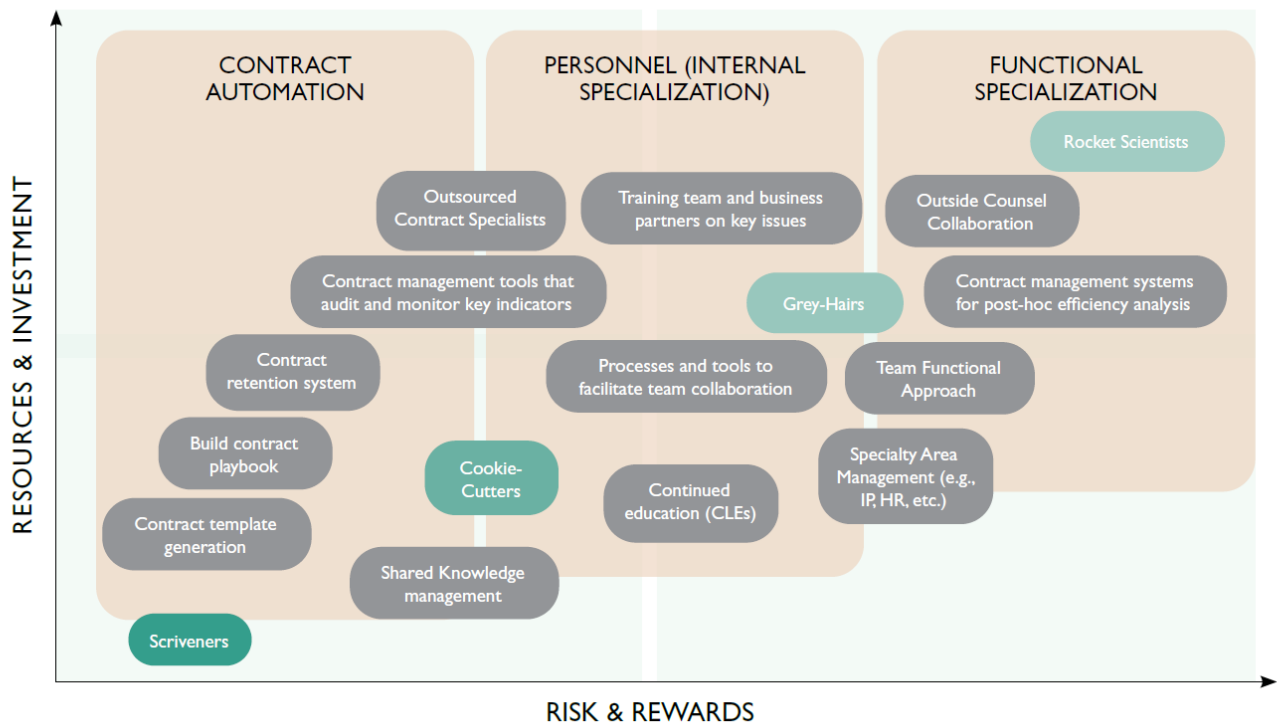 CONTRACT
AUTOMATION
PERSONNEL (INTERNAL
SPECIALIZATION)
FUNCTIONAL
SPECIALIZATION
Rocket Scientists
Outsourced
Contract Specialists
Training team and business
partners on key issues
Outside Counsel
Collaboration
Contract management tools that
audit and monitor key indicators
Grey-Hairs
Contract management systems
for post-hoc efficiency analysis
Contract
retention system
Processes and tools to
facilitate team collaboration
Team Functional
Approach
Build contract
playbook
Cookie-
Cutters
Continued
education (CLEs)
Specialty Area
Management (e.g.,
IP, HR, etc.)
Contract template
generation
Shared Knowledge
management
Scriveners
RESOURCES & INVESTMENT
RISK & REWARDS